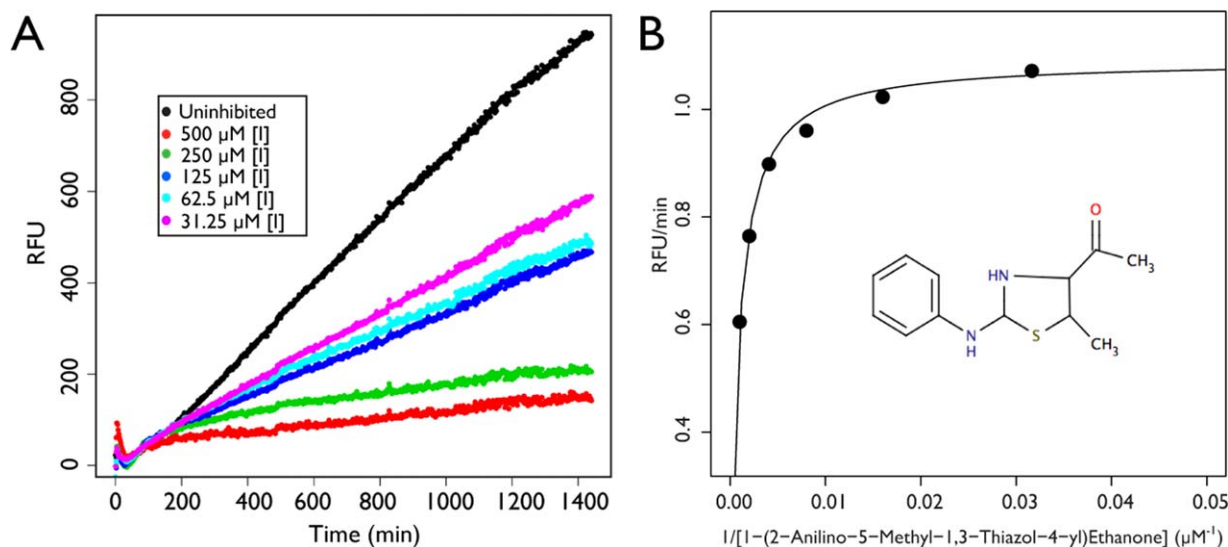 A
RFU
800
600
400
200
0
Uninhibited
500 µM [I]
250 µM [I]
125 µM [I]
62.5 µM [I]
31.25 µM [I]
0 200 400 600 800 1000 1200 1400
Time (min)
B
RFU/min
1.0
0.8
0.6
0.4
O
CH₃
HN
N
H
S
CH₃
0.00 0.01 0.02 0.03 0.04 0.05
1/[1-(2-Anilino-5-Methyl-1,3-Thiazol-4-yl)Ethanone] (µM⁻¹)